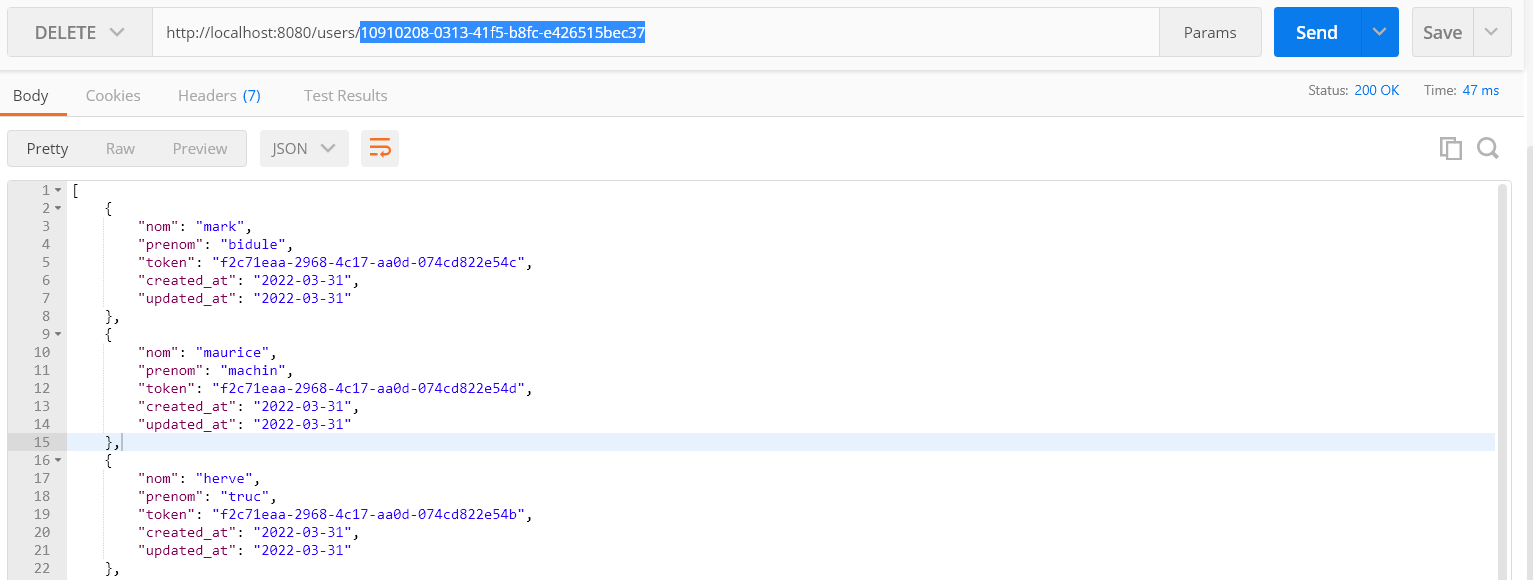 DELETE http://localhost:8080/users/10910208-0313-41f5-b8fc-e426515bec37 Params Send Save
Body Cookies Headers (7) Test Results Status: 200 OK Time: 47 ms
Pretty Raw Preview JSON
1 [
2 {
3 "nom": "mark",
4 "prenom": "bidule",
5 "token": "f2c71eaa-2968-4c17-aa0d-074cd822e54c",
6 "created_at": "2022-03-31",
7 "updated_at": "2022-03-31"
8 },
9 {
10 "nom": "maurice",
11 "prenom": "machin",
12 "token": "f2c71eaa-2968-4c17-aa0d-074cd822e54d",
13 "created_at": "2022-03-31",
14 "updated_at": "2022-03-31"
15 },
16 {
17 "nom": "herve",
18 "prenom": "truc",
19 "token": "f2c71eaa-2968-4c17-aa0d-074cd822e54b",
20 "created_at": "2022-03-31",
21 "updated_at": "2022-03-31"
22 },